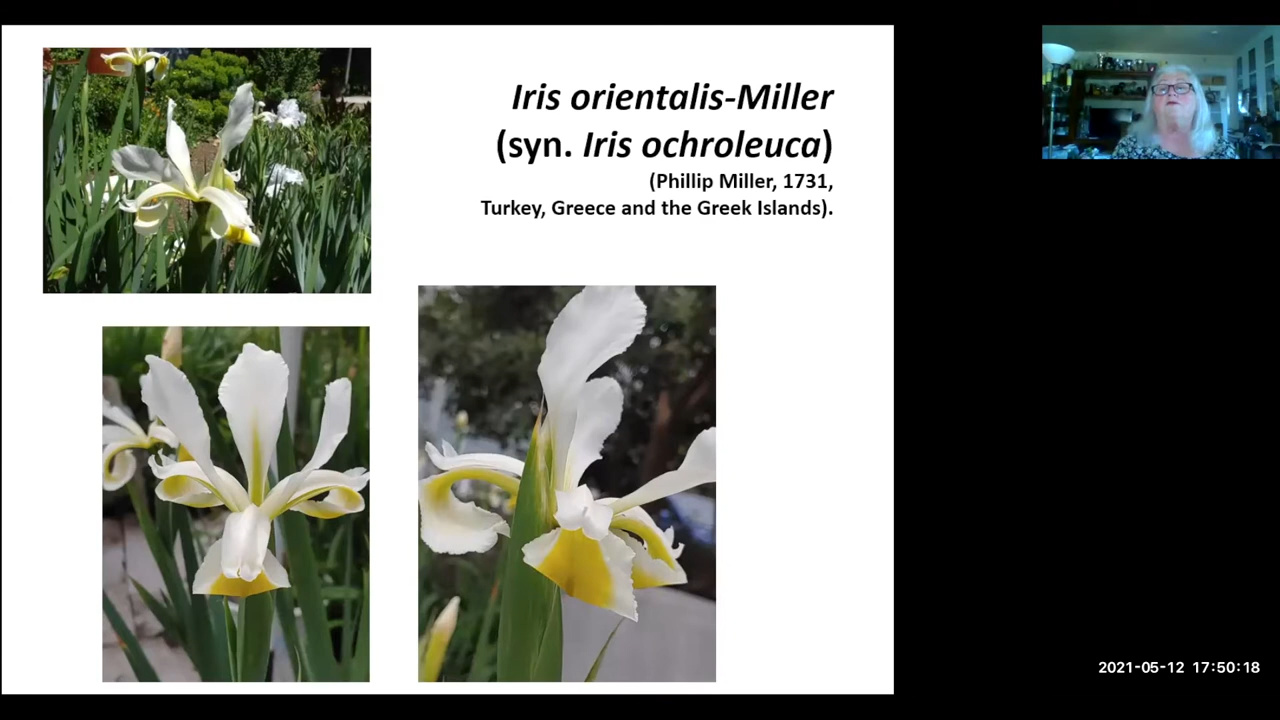 Iris orientalis-Miller
(syn. Iris ochroleuca)
(Phillip Miller, 1731,
Turkey, Greece and the Greek Islands).
2021-05-12 17:50:18